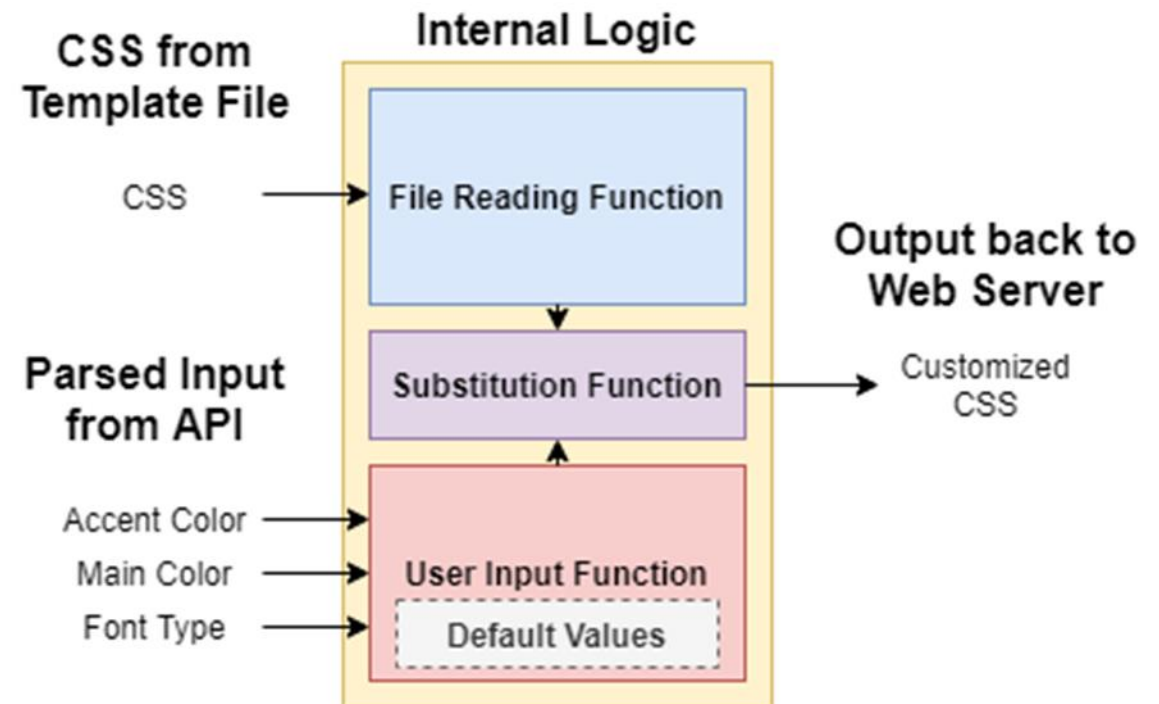 Internal Logic
CSS from
Template File
CSS
File Reading Function
Output back to
Web Server
Substitution Function
Customized
CSS
Parsed Input
from API
Accent Color
Main Color
Font Type
User Input Function
Default Values